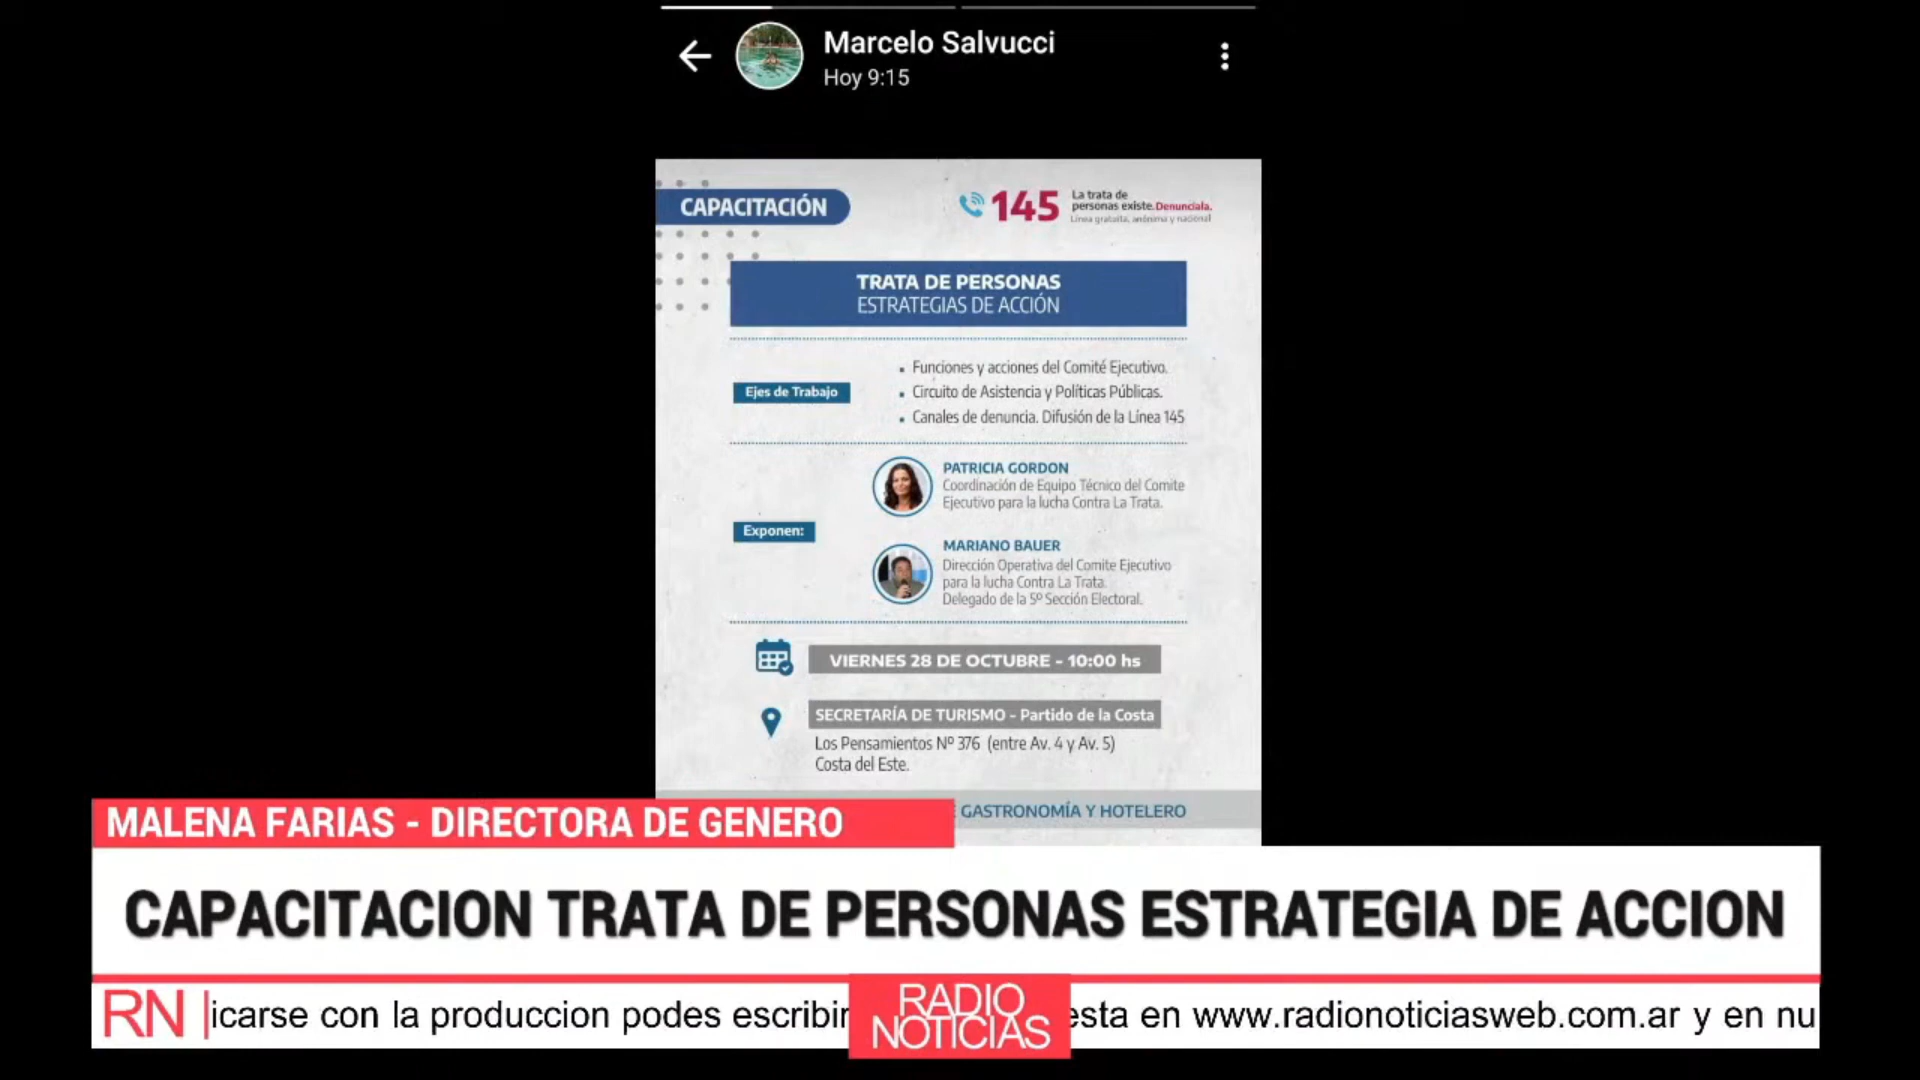 Marcelo Salvucci
Hoy 9:15
CAPACITACIÓN
145
La trata de
personas existe. Denunciala.
Línea gratuita, anónima y nacional
TRATA DE PERSONAS
ESTRATEGIAS DE ACCIÓN
Ejes de Trabajo
Funciones y acciones del Comité Ejecutivo.
Circuito de Asistencia y Políticas Públicas.
Canales de denuncia. Difusión de la Línea 145
Exponen:
PATRICIA GORDON
Coordinación de Equipo Técnico del Comite
Ejecutivo para la lucha Contra La Trata.
MARIANO BAUER
Dirección Operativa del Comite Ejecutivo
para la lucha Contra La Trata.
Delegado de la 5º Sección Electoral.
VIERNES 28 DE OCTUBRE - 10:00 hs
SECRETARÍA DE TURISMO - Partido de la Costa
Los Pensamientos Nº 376 (entre Av. 4 y Av. 5)
Costa del Este.
GASTRONOMÍA Y HOTELERO
MALENA FARIAS - DIRECTORA DE GENERO
CAPACITACION TRATA DE PERSONAS ESTRATEGIA DE ACCION
RN
icarse con la produccion podes escribir
RADIO
NOTICIAS
esta en www.radionoticiasweb.com.ar y en nu